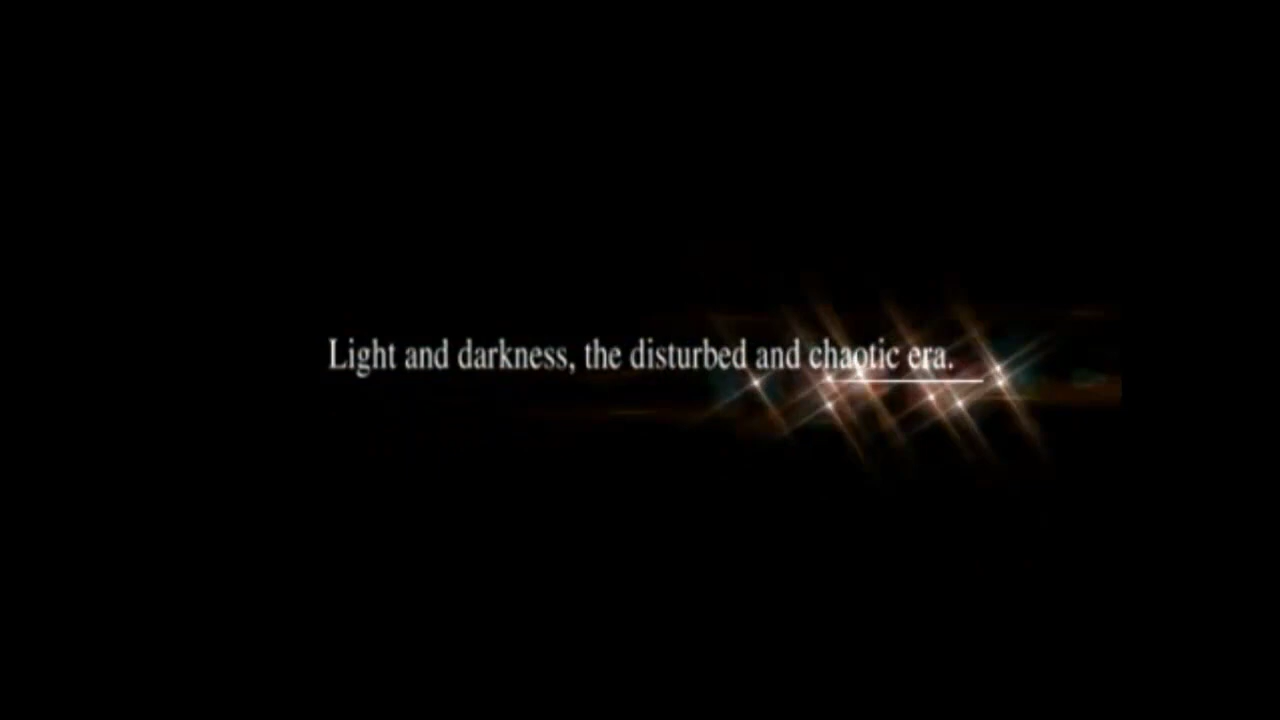 Light and darkness, the disturbed and chaotic era.